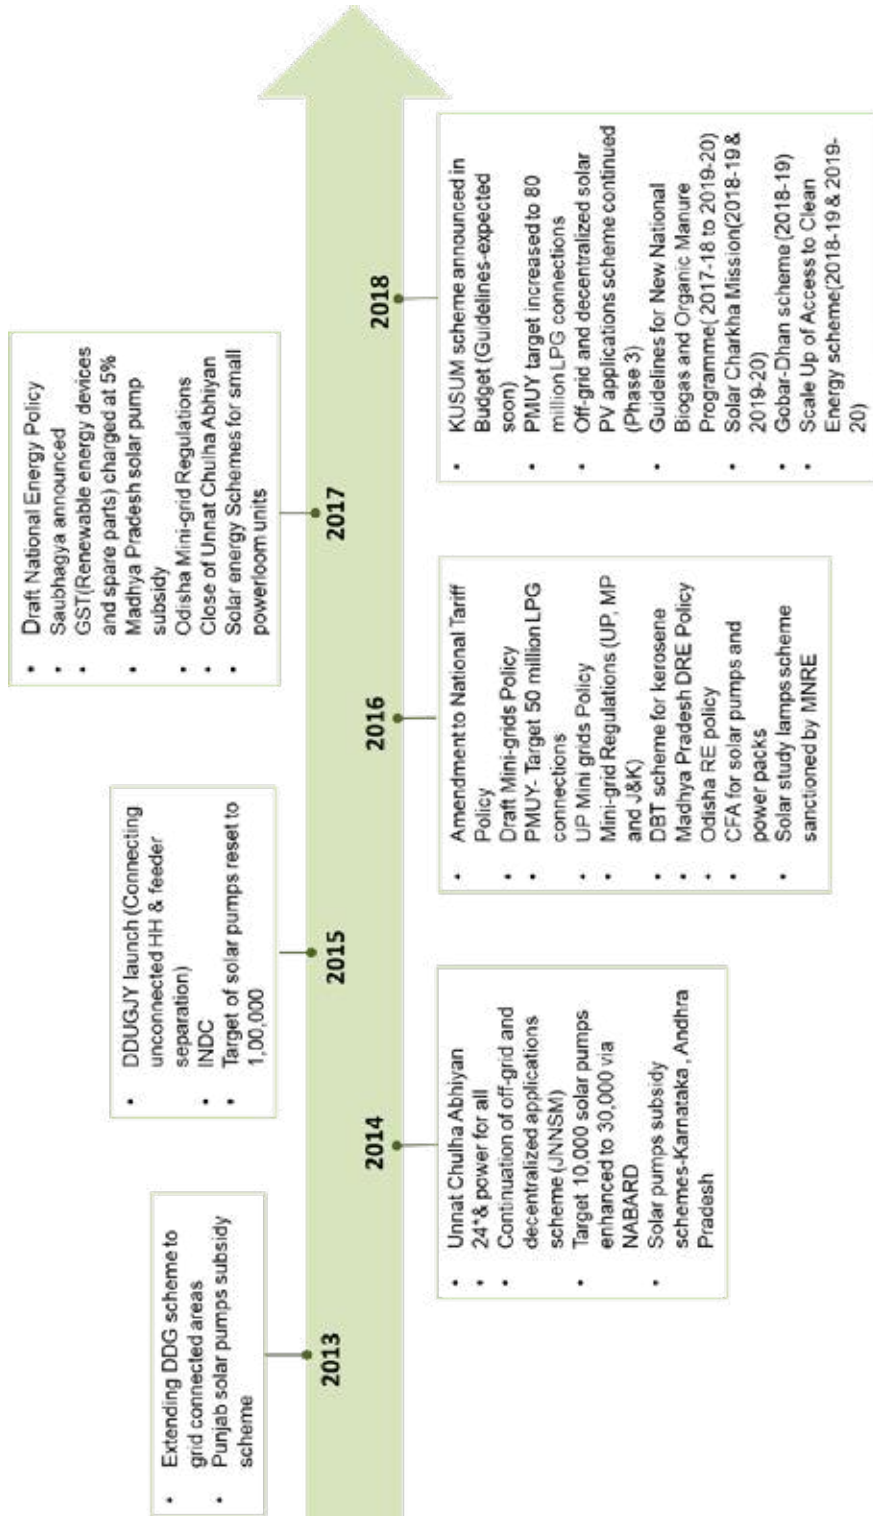 2013
• Extending DDG scheme to
grid connected areas
• Punjab solar pumps subsidy
scheme
2014
• Unnat Chulha Abhiyan
• 24*& power for all
• Continuation of off-grid and
decentralized applications
scheme (JNNSM)
• Target 10,000 solar pumps
enhanced to 30,000 via
NABARD
• Solar pumps subsidy
schemes-Karnataka , Andhra
Pradesh
2015
• DDUGJY launch (Connecting
unconnected HH & feeder
separation)
• INDC
• Target of solar pumps reset to
1,00,000
2016
• Amendment to National Tariff
Policy
• Draft Mini-grids Policy
• PMUY- Target 50 million LPG
connections
• UP Mini grids Policy
• Mini-grid Regulations (UP, MP
and J&K)
• DBT scheme for kerosene
• Madhya Pradesh DRE Policy
• Odisha RE policy
• CFA for solar pumps and
power packs
• Solar study lamps scheme
sanctioned by MNRE
2017
• Draft National Energy Policy
• Saubhagya announced
• GST(Renewable energy devices
and spare parts) charged at 5%
• Madhya Pradesh solar pump
subsidy
• Odisha Mini-grid Regulations
• Close of Unnat Chulha Abhiyan
• Solar energy Schemes for small
powerloom units
2018
• KUSUM scheme announced in
Budget (Guidelines-expected
soon)
• PMUY target increased to 80
million LPG connections
• Off-grid and decentralized solar
PV applications scheme continued
(Phase 3)
• Guidelines for New National
Biogas and Organic Manure
Programme( 2017-18 to 2019-20)
• Solar Charkha Mission(2018-19 &
2019-20)
• Gobar-Dhan scheme (2018-19)
• Scale Up of Access to Clean
Energy scheme(2018-19 & 2019-
20)